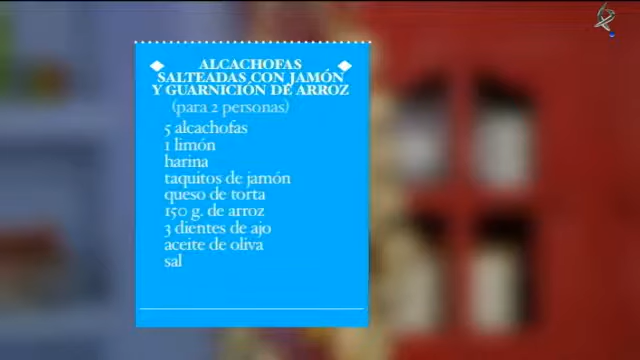 ALCACHOFAS
SALTEADAS CON JAMÓN
Y GUARNICIÓN DE ARROZ
(para 2 personas)
5 alcachofas
1 limón
harina
taquitos de jamón
queso de torta
150 g. de arroz
3 dientes de ajo
aceite de oliva
sal